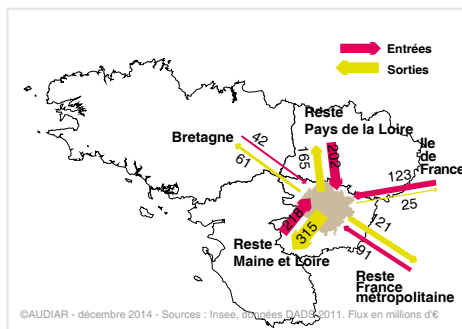 Entrées
Sorties
Reste
Pays de la Loire
Bretagne
42
61
165
202
Ile
de
France
123
25
218
315
Reste
Maine et Loire
121
91
Reste
France
métropolitaine
©AUDIAR - décembre 2014 - Sources : Insee, données DADS 2011. Flux en millions d'€